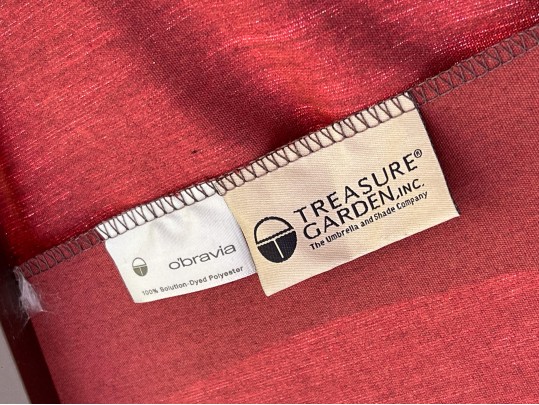 o'bravia
100% Solution-Dyed Polyester
TREASURE®
GARDEN, INC.
The Umbrella and Shade Company